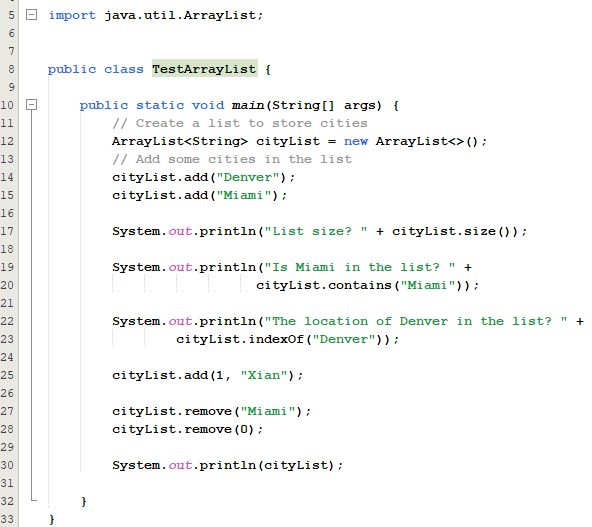 5 import java.util.ArrayList;
6
7
8 public class TestArrayList {
9
10 public static void main(String[] args) {
11 // Create a list to store cities
12 ArrayList<String> cityList = new ArrayList<>();
13 // Add some cities in the list
14 cityList.add("Denver");
15 cityList.add("Miami");
16
17 System.out.println("List size? " + cityList.size());
18
19 System.out.println("Is Miami in the list? " +
20 cityList.contains("Miami"));
21
22 System.out.println("The location of Denver in the list? " +
23 cityList.indexOf("Denver"));
24
25 cityList.add(1, "Xian");
26
27 cityList.remove("Miami");
28 cityList.remove(0);
29
30 System.out.println(cityList);
31
32 }
33 }